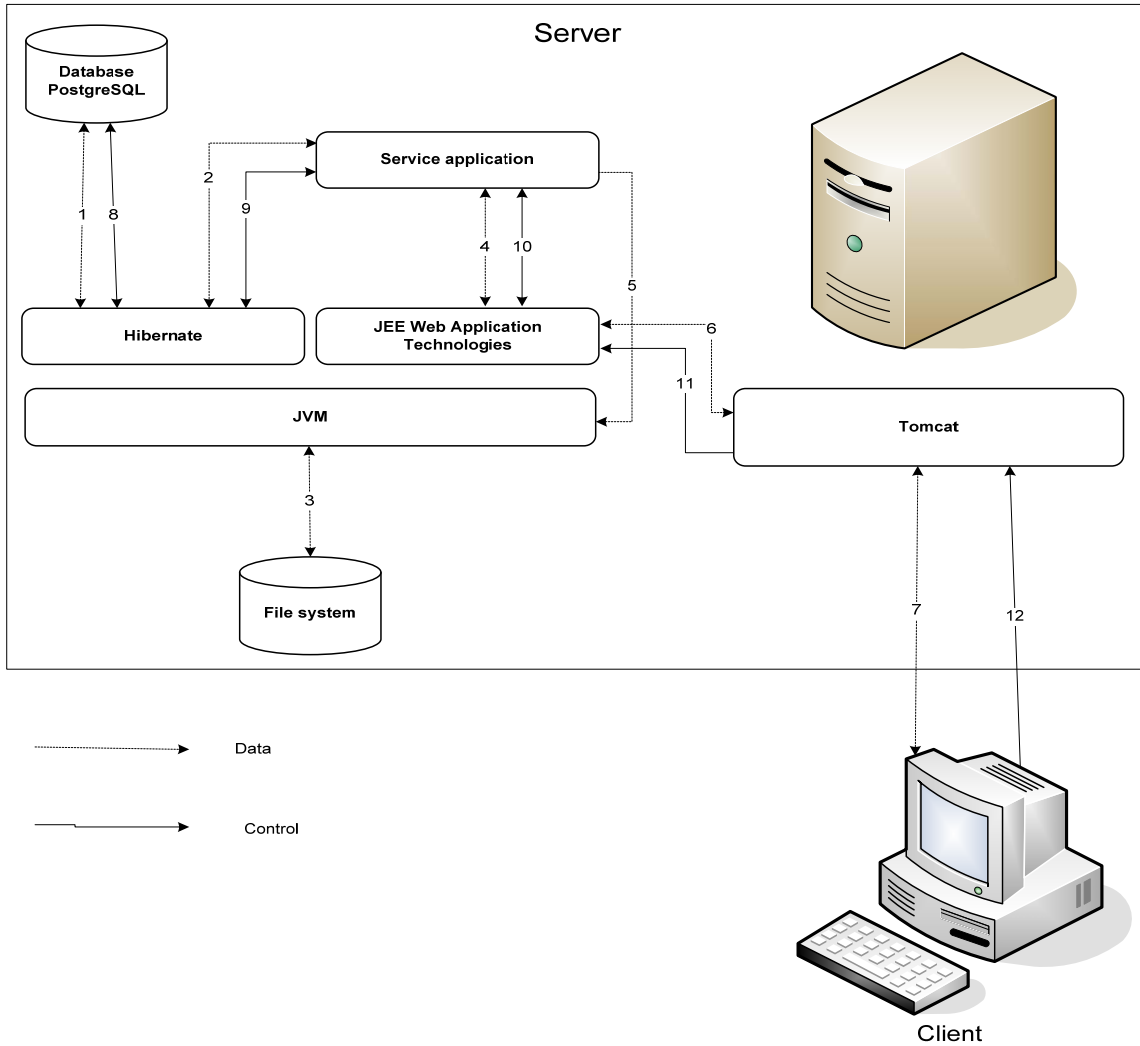 Server
Database
PostgreSQL
Service application
2
1
8
9
4
10
5
6
Hibernate
JEE Web Application
Technologies
11
JVM
Tomcat
3
File system
7
12
Data
Control
Client